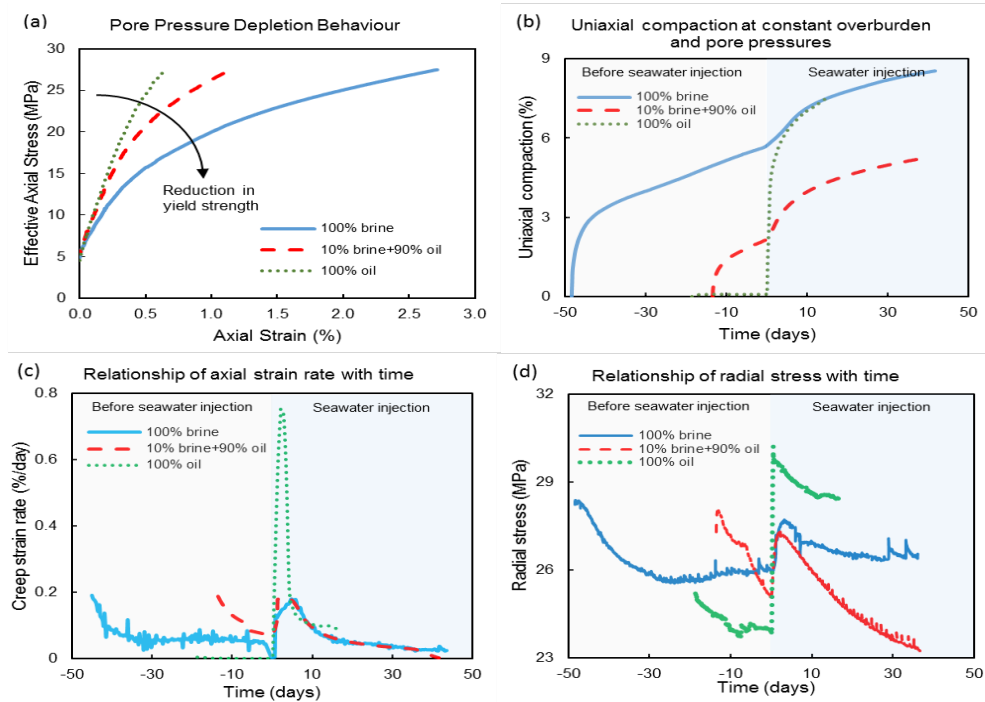 (a)
Pore Pressure Depletion Behaviour
Effective Axial Stress (MPa)
30
25
20
15
10
5
0
Reduction in
yield strength
100% brine
10% brine+90% oil
100% oil
0.0
0.5
1.0
1.5
2.0
2.5
3.0
Axial Strain (%)
(b)
Uniaxial compaction at constant overburden
and pore pressures
Uniaxial compaction (%)
9
6
3
0
Before seawater injection
Seawater injection
100% brine
10% brine+90% oil
100% oil
-50
-30
-10
10
30
50
Time (days)
(c)
Relationship of axial strain rate with time
Creep strain rate (%/day)
0.8
0.6
0.4
0.2
0
Before seawater injection
Seawater injection
100% brine
10% brine+90% oil
100% oil
-50
-30
-10
10
30
50
Time (days)
(d)
Relationship of radial stress with time
Radial stress (MPa)
32
29
26
23
Before seawater injection
Seawater injection
100% brine
10% brine+90% oil
100% oil
-50
-30
-10
10
30
50
Time (days)